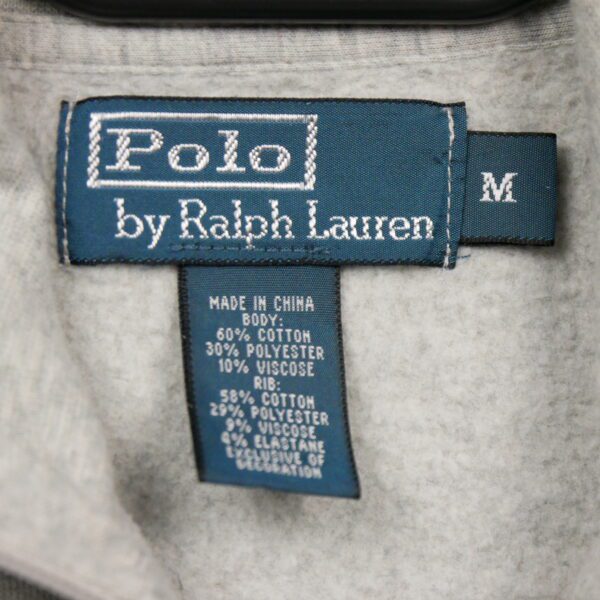 Polo
by Ralph Lauren
M
MADE IN CHINA
BODY:
60% COTTON
30% POLYESTER
10% VISCOSE
RIB:
58% COTTON
29% POLYESTER
9% VISCOSE
4% ELASTANE
EXCLUSIVE OF
DECORATION